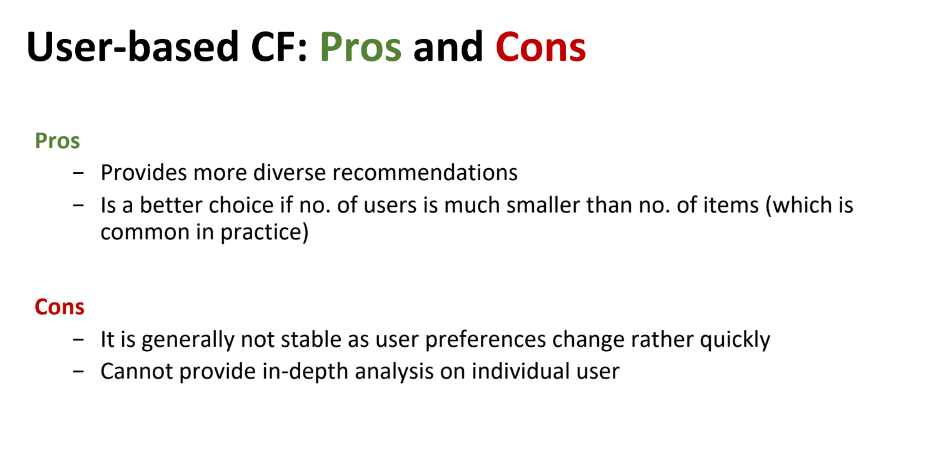 User-based CF: Pros and Cons
Pros
− Provides more diverse recommendations
− Is a better choice if no. of users is much smaller than no. of items (which is
common in practice)
Cons
− It is generally not stable as user preferences change rather quickly
− Cannot provide in-depth analysis on individual user